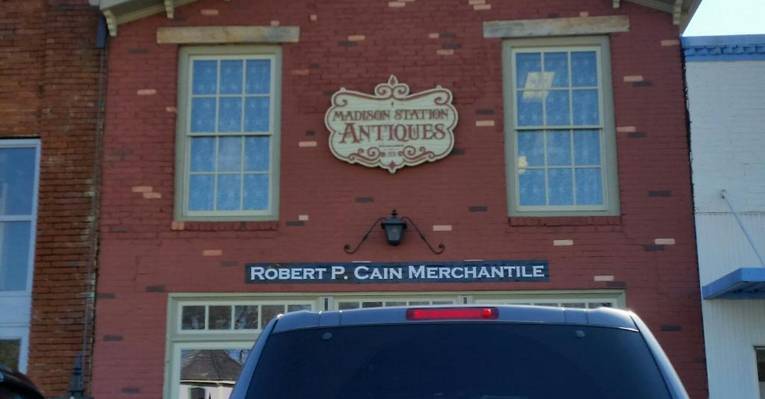 MADISON STATION
ANTIQUES
ROBERT P. CAIN MERCHANTILE